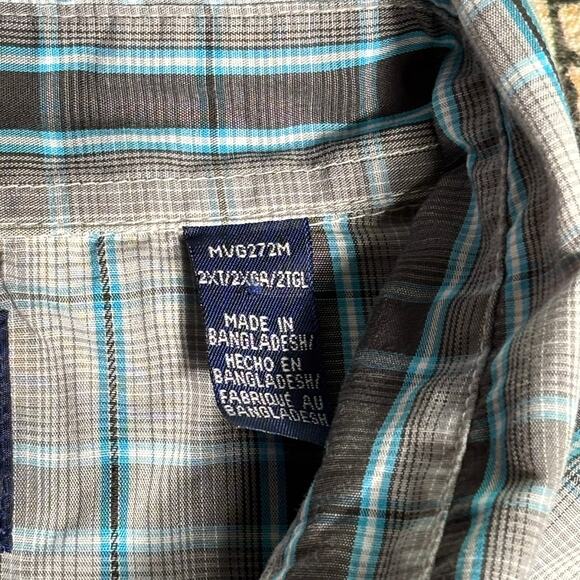 MVG272M
2XT/2XGA/2TGL
MADE IN
BANGLADESH/
HECHO EN
BANGLADESH/
FABRIQUÉ AU
BANGLADESH